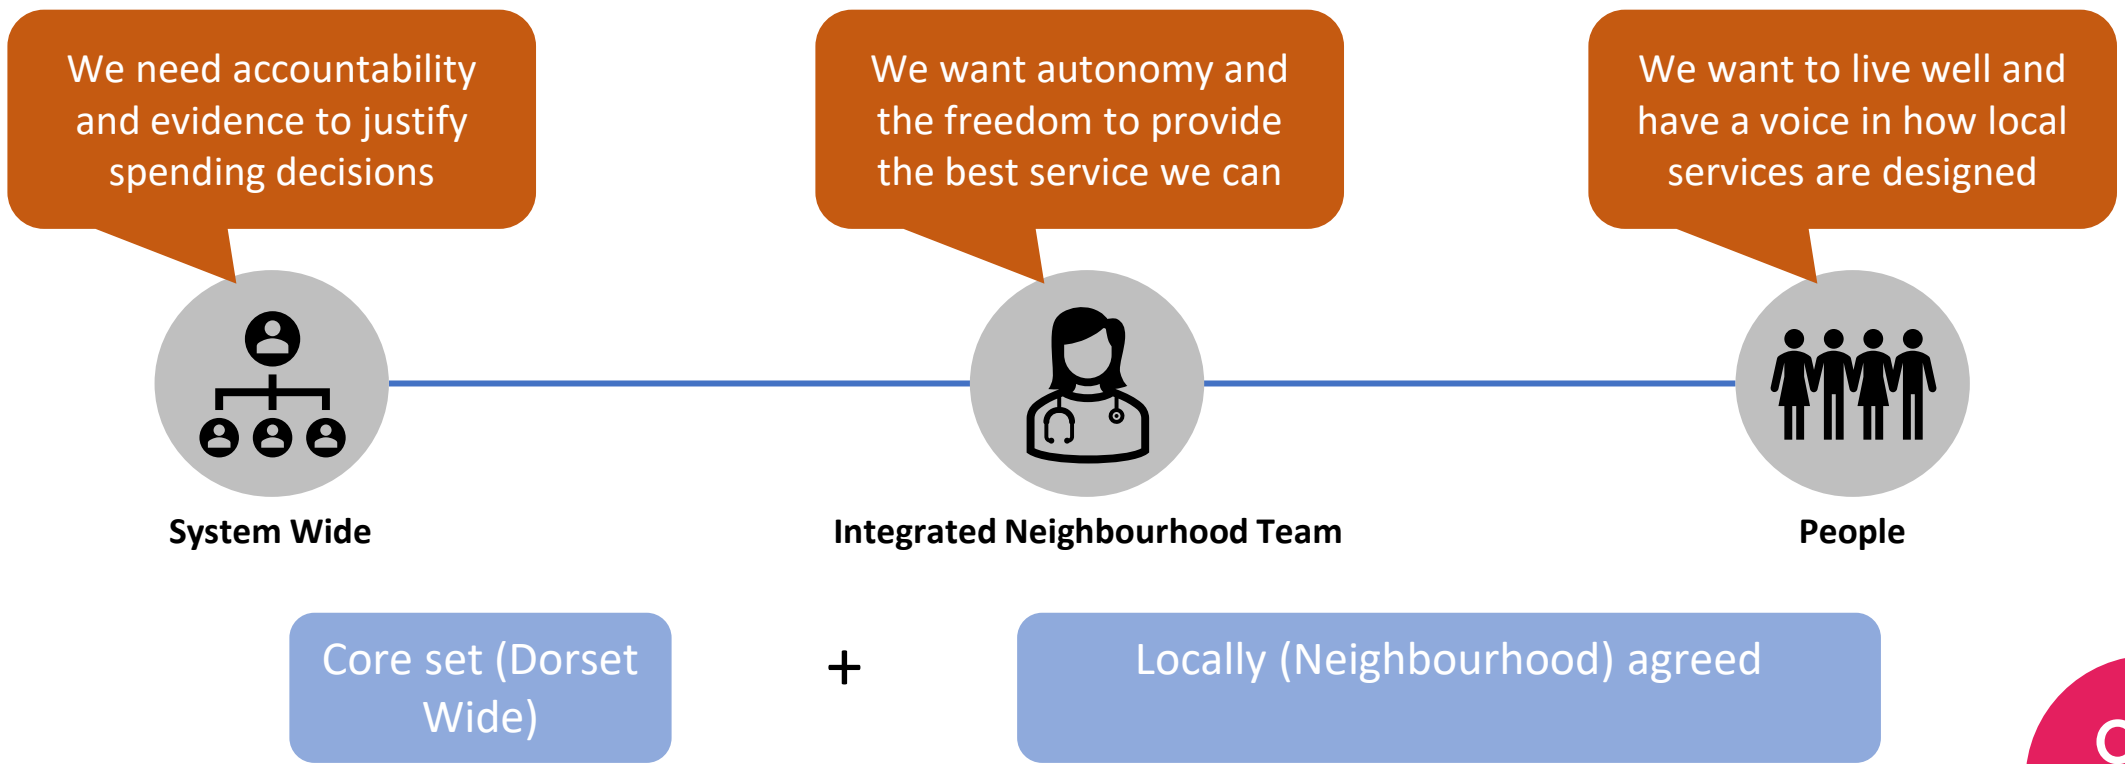 We need accountability
and evidence to justify
spending decisions
We want autonomy and
the freedom to provide
the best service we can
We want to live well and
have a voice in how local
services are designed
System Wide
Integrated Neighbourhood Team
People
Core set (Dorset
Wide)
+
Locally (Neighbourhood) agreed